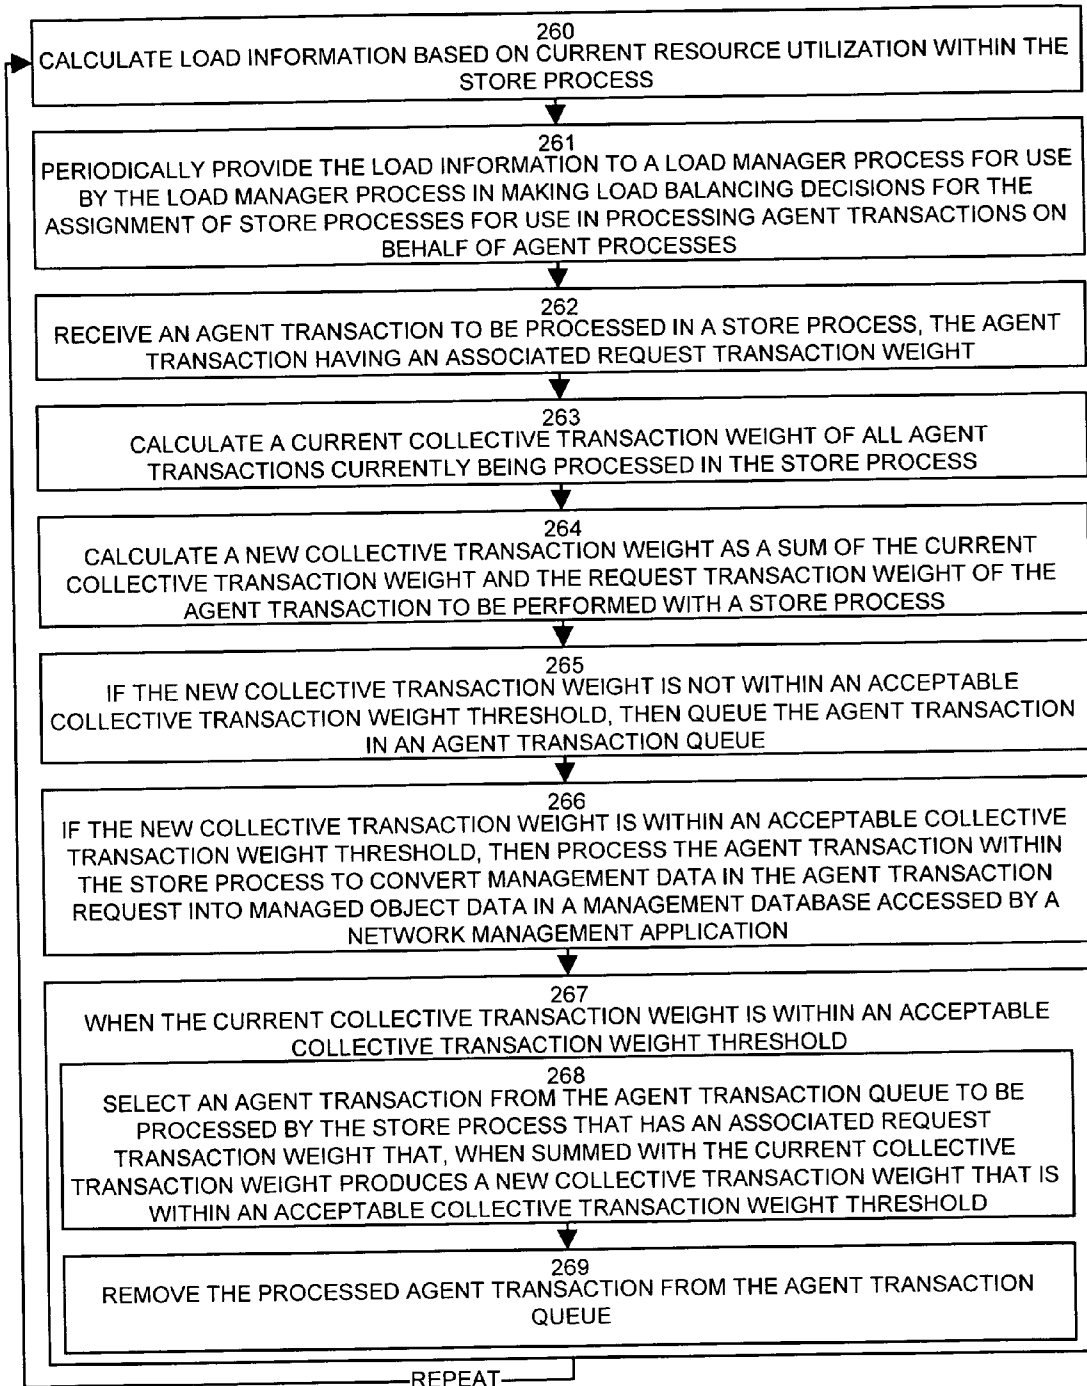 260
CALCULATE LOAD INFORMATION BASED ON CURRENT RESOURCE UTILIZATION WITHIN THE
STORE PROCESS
261
PERIODICALLY PROVIDE THE LOAD INFORMATION TO A LOAD MANAGER PROCESS FOR USE
BY THE LOAD MANAGER PROCESS IN MAKING LOAD BALANCING DECISIONS FOR THE
ASSIGNMENT OF STORE PROCESSES FOR USE IN PROCESSING AGENT TRANSACTIONS ON
BEHALF OF AGENT PROCESSES
262
RECEIVE AN AGENT TRANSACTION TO BE PROCESSED IN A STORE PROCESS, THE AGENT
TRANSACTION HAVING AN ASSOCIATED REQUEST TRANSACTION WEIGHT
263
CALCULATE A CURRENT COLLECTIVE TRANSACTION WEIGHT OF ALL AGENT
TRANSACTIONS CURRENTLY BEING PROCESSED IN THE STORE PROCESS
264
CALCULATE A NEW COLLECTIVE TRANSACTION WEIGHT AS A SUM OF THE CURRENT
COLLECTIVE TRANSACTION WEIGHT AND THE REQUEST TRANSACTION WEIGHT OF THE
AGENT TRANSACTION TO BE PERFORMED WITH A STORE PROCESS
265
IF THE NEW COLLECTIVE TRANSACTION WEIGHT IS NOT WITHIN AN ACCEPTABLE
COLLECTIVE TRANSACTION WEIGHT THRESHOLD, THEN QUEUE THE AGENT TRANSACTION
IN AN AGENT TRANSACTION QUEUE
266
IF THE NEW COLLECTIVE TRANSACTION WEIGHT IS WITHIN AN ACCEPTABLE COLLECTIVE
TRANSACTION WEIGHT THRESHOLD, THEN PROCESS THE AGENT TRANSACTION WITHIN
THE STORE PROCESS TO CONVERT MANAGEMENT DATA IN THE AGENT TRANSACTION
REQUEST INTO MANAGED OBJECT DATA IN A MANAGEMENT DATABASE ACCESSED BY A
NETWORK MANAGEMENT APPLICATION
267
WHEN THE CURRENT COLLECTIVE TRANSACTION WEIGHT IS WITHIN AN ACCEPTABLE
COLLECTIVE TRANSACTION WEIGHT THRESHOLD
268
SELECT AN AGENT TRANSACTION FROM THE AGENT TRANSACTION QUEUE TO BE
PROCESSED BY THE STORE PROCESS THAT HAS AN ASSOCIATED REQUEST
TRANSACTION WEIGHT THAT, WHEN SUMMED WITH THE CURRENT COLLECTIVE
TRANSACTION WEIGHT PRODUCES A NEW COLLECTIVE TRANSACTION WEIGHT THAT IS
WITHIN AN ACCEPTABLE COLLECTIVE TRANSACTION WEIGHT THRESHOLD
269
REMOVE THE PROCESSED AGENT TRANSACTION FROM THE AGENT TRANSACTION
QUEUE
REPEAT